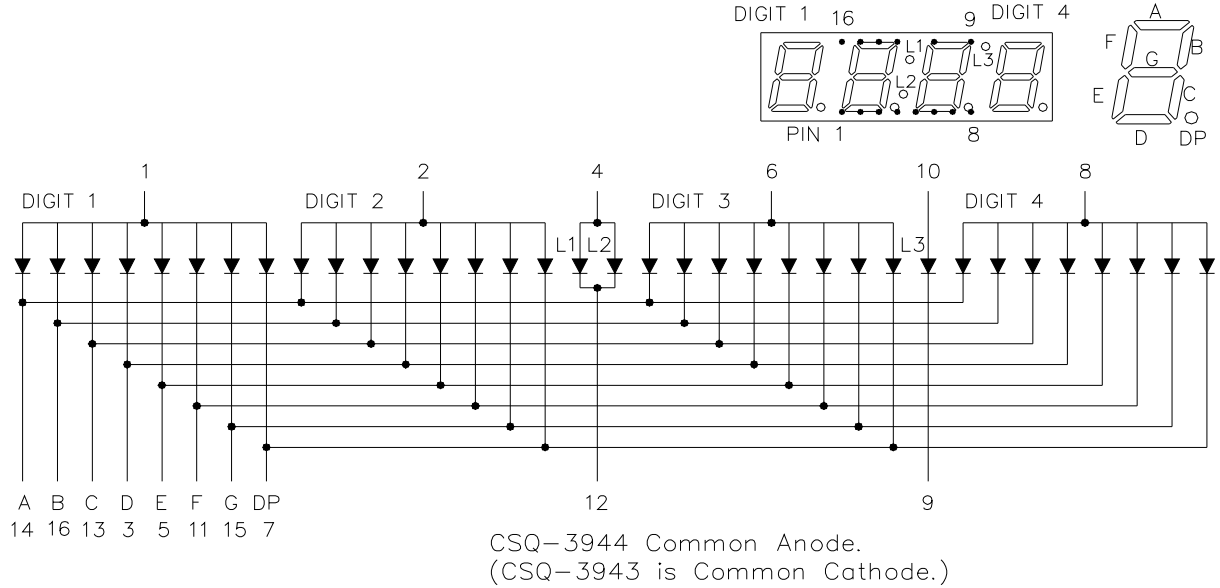 DIGIT 1 16 9 DIGIT 4
L1
L3
L2
PIN 1 8
A
F B
G
E C
D DP
1 2 4 6 10 8
DIGIT 1 DIGIT 2 DIGIT 3 DIGIT 4
L1 L2 L3
A B C D E F G DP
14 16 13 3 5 11 15 7 12 9
CSQ-3944 Common Anode.
(CSQ-3943 is Common Cathode.)